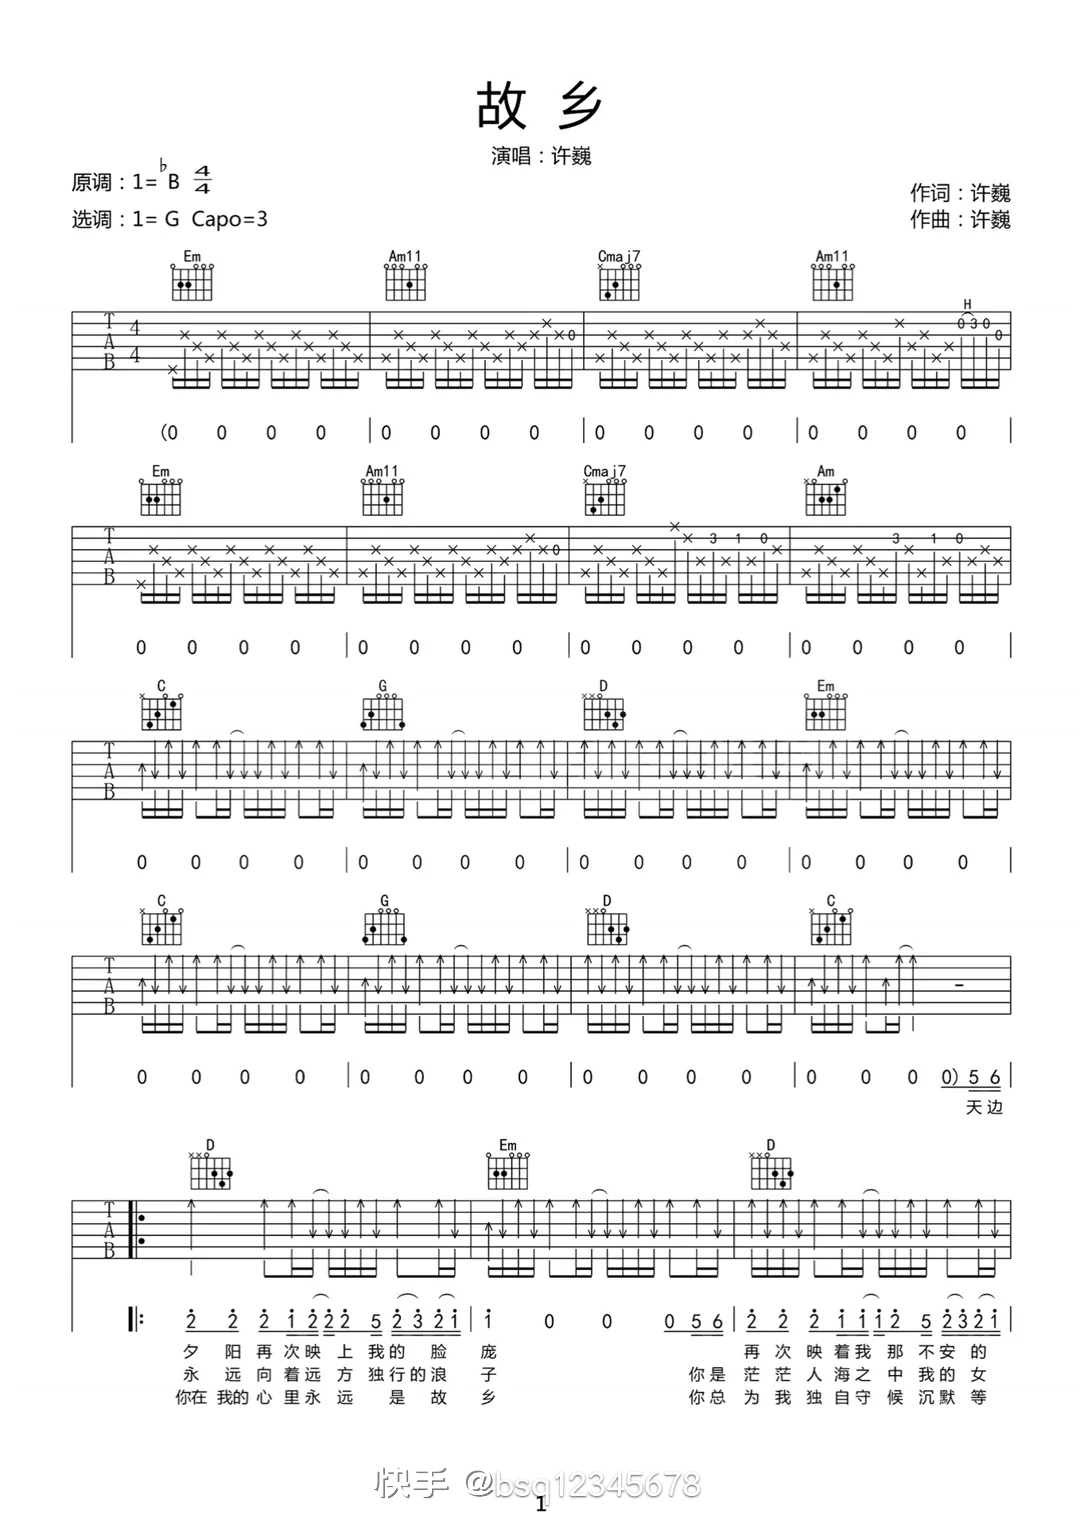 故 乡
演唱：许巍
原调：1= ♭B 4/4
作词：许巍
选调：1= G Capo=3
作曲：许巍
Em Am11 Cmaj7 Am11
H
T 4 0 0 3 0
A 0 0
B 4
(0 0 0 0 | 0 0 0 0 | 0 0 0 0 | 0 0 0 0 |
Em Am11 Cmaj7 Am
T 3 1 0 3 1 0
A 0
B
0 0 0 0 | 0 0 0 0 | 0 0 0 0 | 0 0 0 0 |
C G D Em
T
A
B
0 0 0 0 | 0 0 0 0 | 0 0 0 0 | 0 0 0 0 |
C G D C
T
A -
B
0 0 0 0 | 0 0 0 0 | 0 0 0 0 | 0 0 0 0) 5 6 |
天 边
D Em D
T
A
B
2 2 2 1 2 2 2 5 2 3 2 1 | 1 0 0 0 5 6 | 2 2 2 1 1 1 2 5 2 3 2 1 |
夕 阳 再 次 映 上 我 的 脸 庞 再 次 映 着 我 那 不 安 的
永 远 向 着 远 方 独 行 的 浪 子 你 是 茫 茫 人 海 之 中 我 的 女
你在 我的 心 里 永 远 是 故 乡 你 总 为 我 独 自 守 候 沉 默 等
快手 @bsq12345678
1